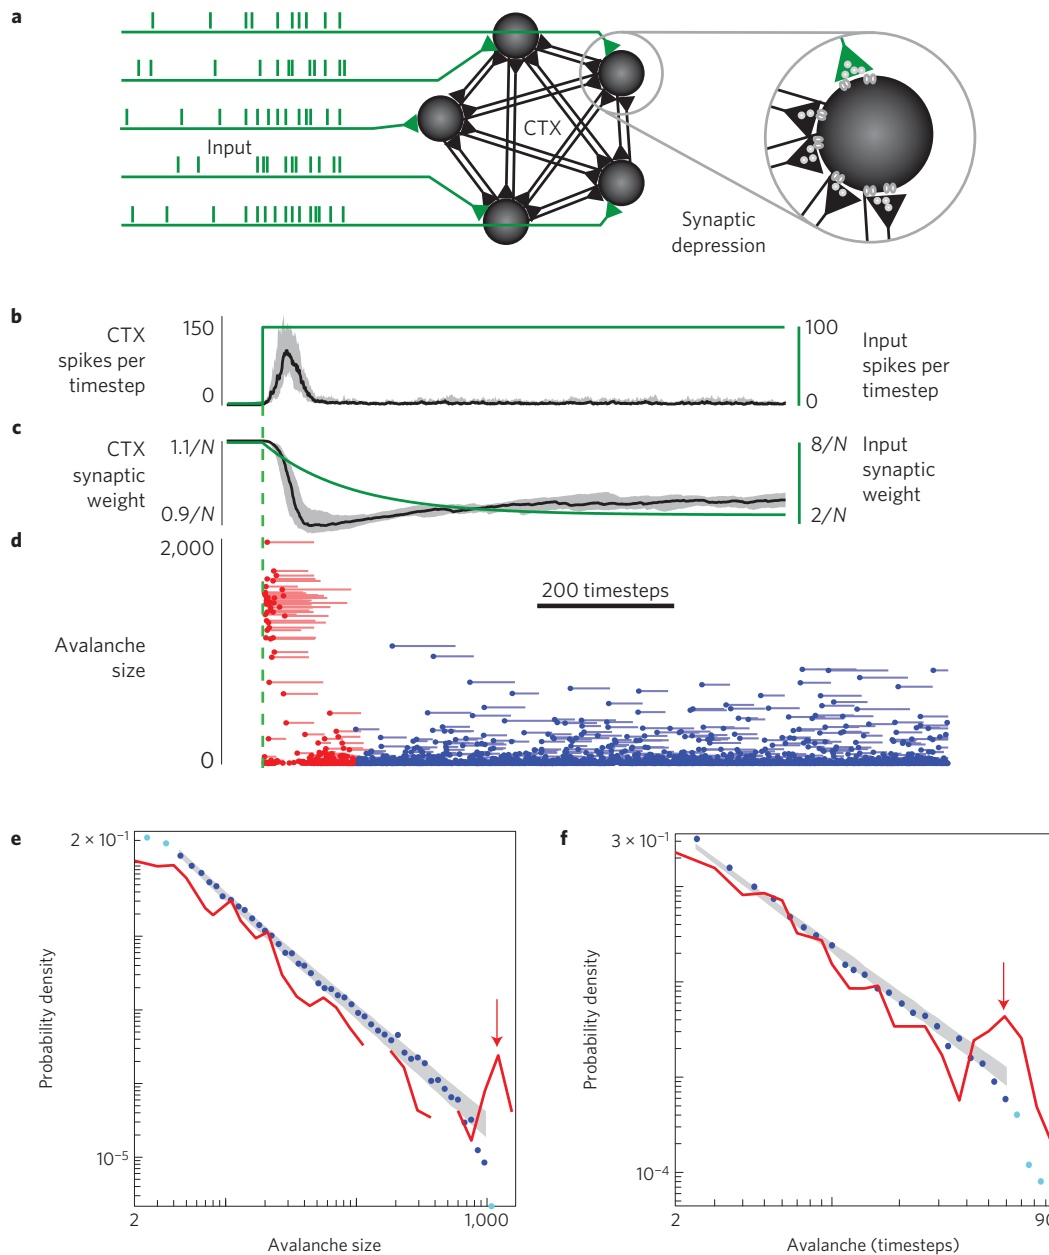 a
Input
CTX
Synaptic
depression
b
CTX
spikes per
timestep
150
0
100
0
Input
spikes per
timestep
c
CTX
synaptic
weight
1.1/N
0.9/N
8/N
2/N
Input
synaptic
weight
d
2,000
Avalanche
size
0
200 timesteps
e
2 × 10⁻¹
Probability density
10⁻⁵
2
1,000
Avalanche size
f
3 × 10⁻¹
Probability density
10⁻⁴
2
90
Avalanche (timesteps)